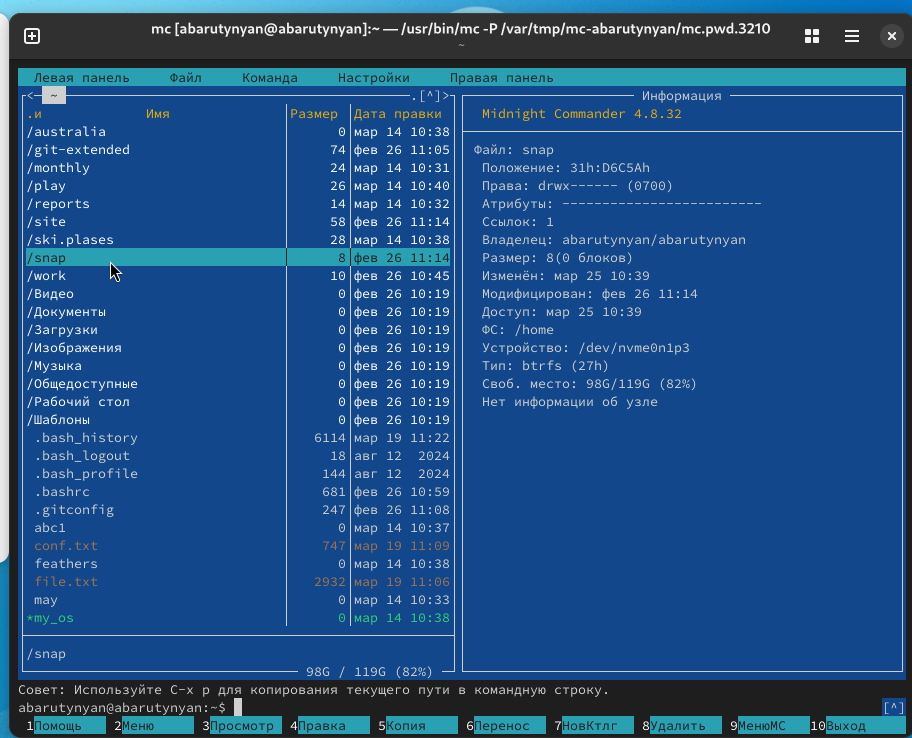 mc [abarutynyan@abarutynyan]:~ — /usr/bin/mc -P /var/tmp/mc-abarutynyan/mc.pwd.3210
~
Левая панель Файл Команда Настройки Правая панель
<─ ~ .[^]>
.и Имя Размер Дата правки
/australia 0 мар 14 10:38
/git-extended 74 фев 26 11:05
/monthly 24 мар 14 10:31
/play 26 мар 14 10:40
/reports 14 мар 14 10:32
/site 58 фев 26 11:14
/ski.plases 28 мар 14 10:38
/snap 8 фев 26 11:14
/work 10 фев 26 10:45
/Видео 0 фев 26 10:19
/Документы 0 фев 26 10:19
/Загрузки 0 фев 26 10:19
/Изображения 0 фев 26 10:19
/Музыка 0 фев 26 10:19
/Общедоступные 0 фев 26 10:19
/Рабочий стол 0 фев 26 10:19
/Шаблоны 0 фев 26 10:19
.bash_history 6114 мар 19 11:22
.bash_logout 18 авг 12 2024
.bash_profile 144 авг 12 2024
.bashrc 681 фев 26 10:59
.gitconfig 247 фев 26 11:08
abc1 0 мар 14 10:37
conf.txt 747 мар 19 11:09
feathers 0 мар 14 10:38
file.txt 2932 мар 19 11:06
may 0 мар 14 10:33
*my_os 0 мар 14 10:38
/snap
98G / 119G (82%)
Информация
Midnight Commander 4.8.32
Файл: snap
Положение: 31h:D6C5Ah
Права: drwx------ (0700)
Атрибуты: -------------------------
Ссылок: 1
Владелец: abarutynyan/abarutynyan
Размер: 8(0 блоков)
Изменён: мар 25 10:39
Модифицирован: фев 26 11:14
Доступ: мар 25 10:39
ФС: /home
Устройство: /dev/nvme0n1p3
Тип: btrfs (27h)
Своб. место: 98G/119G (82%)
Нет информации об узле
Совет: Используйте C-x p для копирования текущего пути в командную строку.
abarutynyan@abarutynyan:~$ [^]
1Помощь 2Меню 3Просмотр 4Правка 5Копия 6Перенос 7НовКтлг 8Удалить 9МенюМС 10Выход